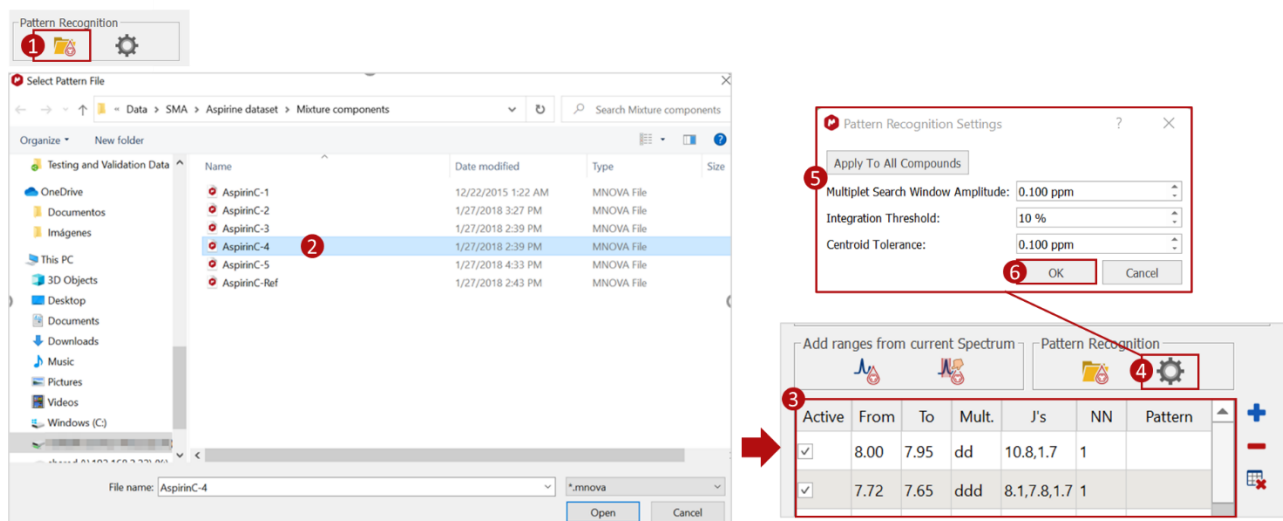 Pattern Recognition
1
Select Pattern File
« Data > SMA > Aspirine dataset > Mixture components
Search Mixture components
Organize
New folder
Testing and Validation Data
OneDrive
Documentos
Imágenes
This PC
3D Objects
Desktop
Documents
Downloads
Music
Pictures
Videos
Windows (C:)
Name Date modified Type Size
AspirinC-1 12/22/2015 1:22 AM MNOVA File
AspirinC-2 1/27/2018 3:27 PM MNOVA File
AspirinC-3 1/27/2018 2:39 PM MNOVA File
AspirinC-4 2 1/27/2018 2:39 PM MNOVA File
AspirinC-5 1/27/2018 4:33 PM MNOVA File
AspirinC-Ref 1/27/2018 2:43 PM MNOVA File
File name: AspirinC-4 *.mnova
Open Cancel
Pattern Recognition Settings ?
Apply To All Compounds
5
Multiplet Search Window Amplitude: 0.100 ppm
Integration Threshold: 10 %
Centroid Tolerance: 0.100 ppm
6 OK Cancel
Add ranges from current Spectrum Pattern Recognition
4
3
Active From To Mult. J's NN Pattern
8.00 7.95 dd 10.8,1.7 1
7.72 7.65 ddd 8.1,7.8,1.7 1